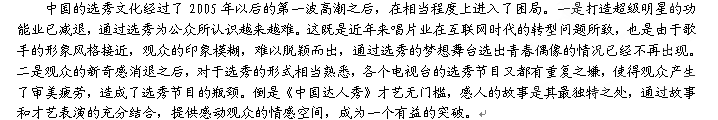 中国的选秀文化经过了 2005 年以后的第一波高潮之后，在相当程度上进入了困局。一是打造超级明星的功
能业已减退，通过选秀为公众所认识越来越难。这既是近年来唱片业在互联网时代的转型问题所致，也是由于歌
手的形象风格接近，观众的印象模糊，难以脱颖而出，通过选秀的梦想舞台选出青春偶像的情况已经不再出现。
二是观众的新奇感消退之后，对于选秀的形式相当熟悉，各个电视台的选秀节目又都有重复之嫌，使得观众产生
了审美疲劳，造成了选秀节目的瓶颈。倒是《中国达人秀》才艺无门槛，感人的故事是其最独特之处，通过故事
和才艺表演的充分结合，提供感动观众的情感空间，成为一个有益的突破。